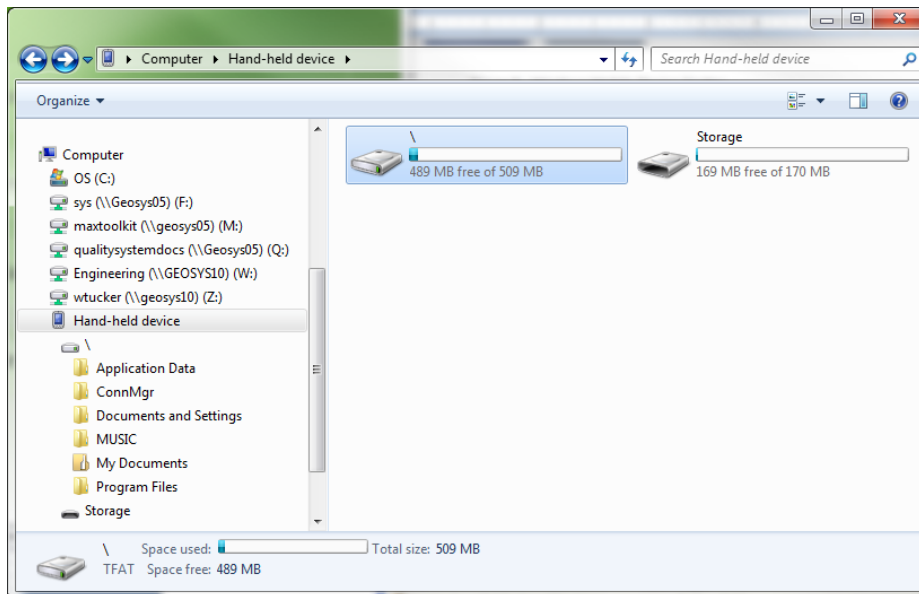 Computer ▸ Hand-held device ▸
Search Hand-held device
Organize
Computer
OS (C:)
sys (\\Geosys05) (F:)
maxtoolkit (\\geosys05) (M:)
qualitysystemdocs (\\Geosys05) (Q:)
Engineering (\\GEOSYS10) (W:)
wtucker (\\geosys10) (Z:)
Hand-held device
\
Application Data
ConnMgr
Documents and Settings
MUSIC
My Documents
Program Files
Storage
\
489 MB free of 509 MB
Storage
169 MB free of 170 MB
\ Space used: Total size: 509 MB
TFAT Space free: 489 MB